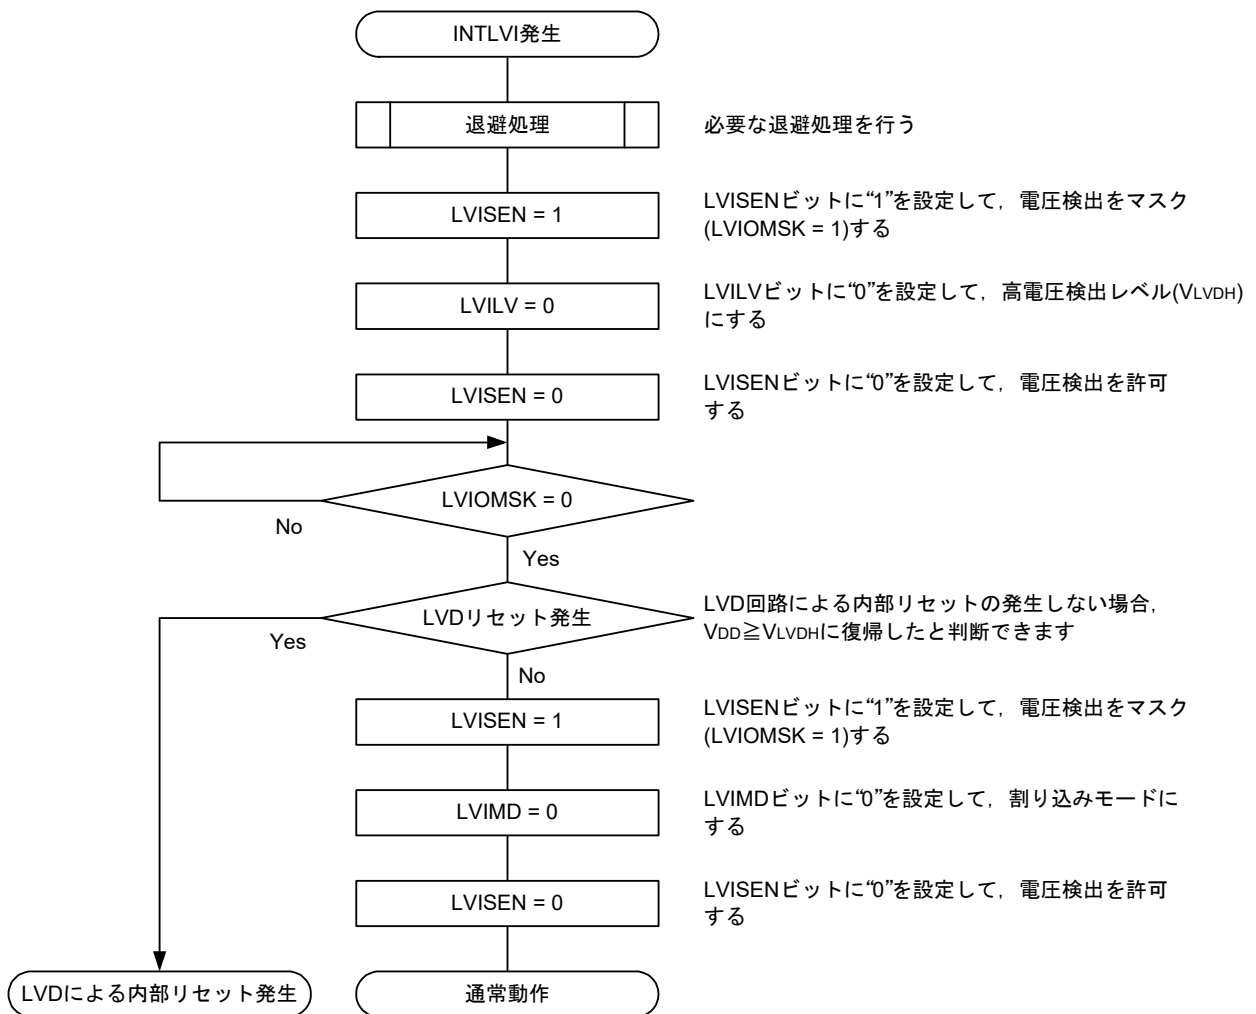 INTLVI発生
退避処理
必要な退避処理を行う
LVISEN = 1
LVISENビットに“1”を設定して，電圧検出をマスク
(LVIOMSK = 1)する
LVILV = 0
LVILVビットに“0”を設定して，高電圧検出レベル(VLVDH)
にする
LVISEN = 0
LVISENビットに“0”を設定して，電圧検出を許可
する
LVIOMSK = 0
No
Yes
LVDリセット発生
LVD回路による内部リセットの発生しない場合，
VDD≧VLVDHに復帰したと判断できます
Yes
No
LVISEN = 1
LVISENビットに“1”を設定して，電圧検出をマスク
(LVIOMSK = 1)する
LVIMD = 0
LVIMDビットに“0”を設定して，割り込みモードに
する
LVISEN = 0
LVISENビットに“0”を設定して，電圧検出を許可
する
LVDによる内部リセット発生
通常動作